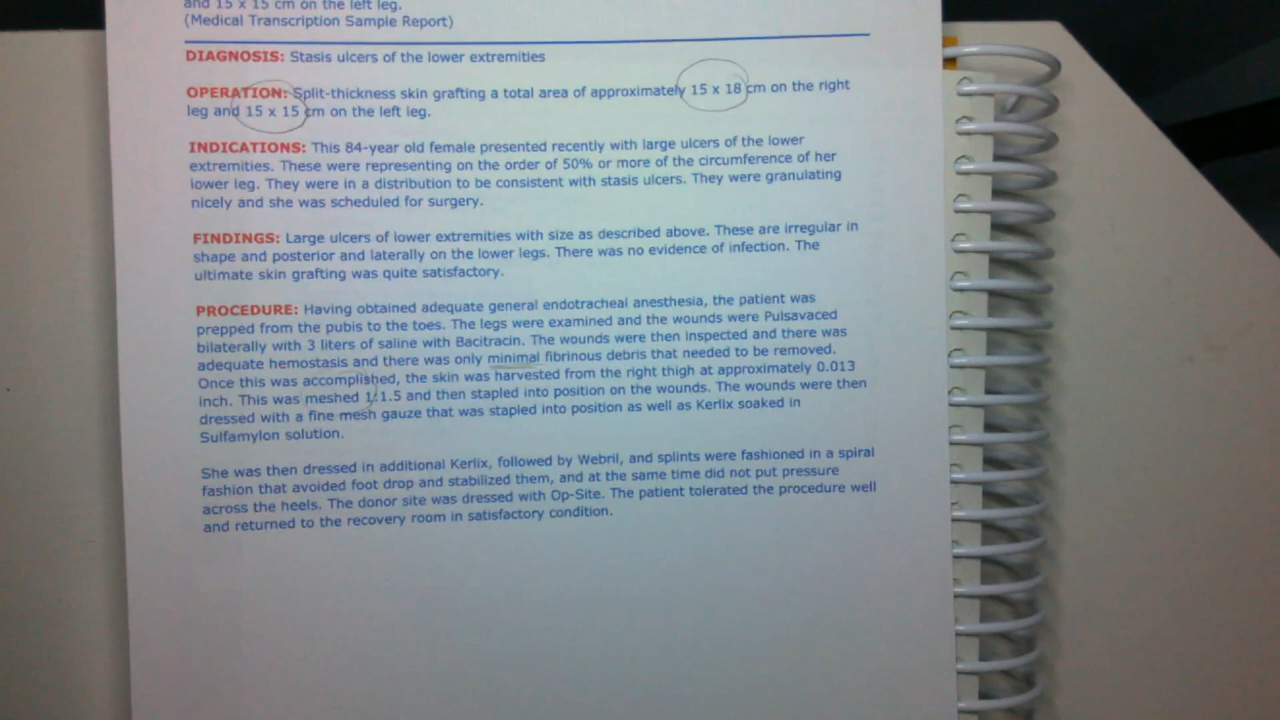 and 15 x 15 cm on the left leg.
(Medical Transcription Sample Report)
DIAGNOSIS: Stasis ulcers of the lower extremities
OPERATION: Split-thickness skin grafting a total area of approximately 15 x 18 cm on the right
leg and 15 x 15 cm on the left leg.
INDICATIONS: This 84-year old female presented recently with large ulcers of the lower
extremities. These were representing on the order of 50% or more of the circumference of her
lower leg. They were in a distribution to be consistent with stasis ulcers. They were granulating
nicely and she was scheduled for surgery.
FINDINGS: Large ulcers of lower extremities with size as described above. These are irregular in
shape and posterior and laterally on the lower legs. There was no evidence of infection. The
ultimate skin grafting was quite satisfactory.
PROCEDURE: Having obtained adequate general endotracheal anesthesia, the patient was
prepped from the pubis to the toes. The legs were examined and the wounds were Pulsavaced
bilaterally with 3 liters of saline with Bacitracin. The wounds were then inspected and there was
adequate hemostasis and there was only minimal fibrinous debris that needed to be removed.
Once this was accomplished, the skin was harvested from the right thigh at approximately 0.013
inch. This was meshed 1:1.5 and then stapled into position on the wounds. The wounds were then
dressed with a fine mesh gauze that was stapled into position as well as Kerlix soaked in
Sulfamylon solution.
She was then dressed in additional Kerlix, followed by Webril, and splints were fashioned in a spiral
fashion that avoided foot drop and stabilized them, and at the same time did not put pressure
across the heels. The donor site was dressed with Op-Site. The patient tolerated the procedure well
and returned to the recovery room in satisfactory condition.